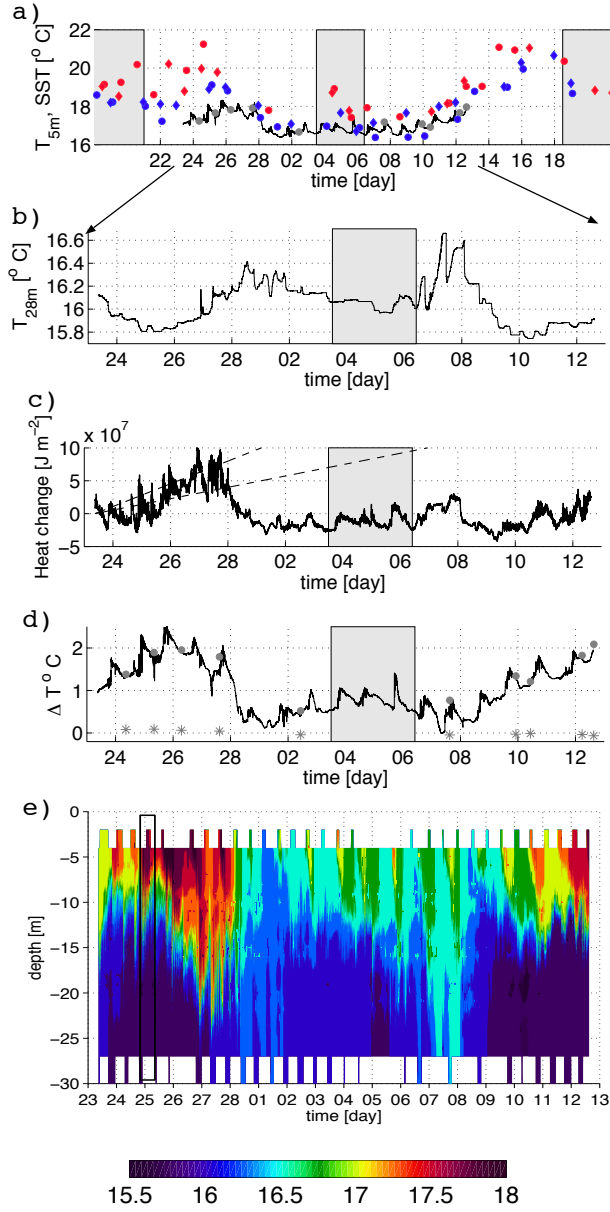 a)
22
20
18
16
T5m, SST [° C]
22 24 26 28 02 04 06 08 10 12 14 16 18
time [day]
b)
16.6
16.4
16.2
16
15.8
T28m [° C]
24 26 28 02 04 06 08 10 12
time [day]
c)
x 10^7
10
5
0
−5
Heat change [J m−2]
24 26 28 02 04 06 08 10 12
time [day]
d)
2
1
0
Δ T° C
24 26 28 02 04 06 08 10 12
time [day]
e)
0
−5
−10
−15
−20
−25
−30
depth [m]
23 24 25 26 27 28 01 02 03 04 05 06 07 08 09 10 11 12 13
time [day]
15.5 16 16.5 17 17.5 18